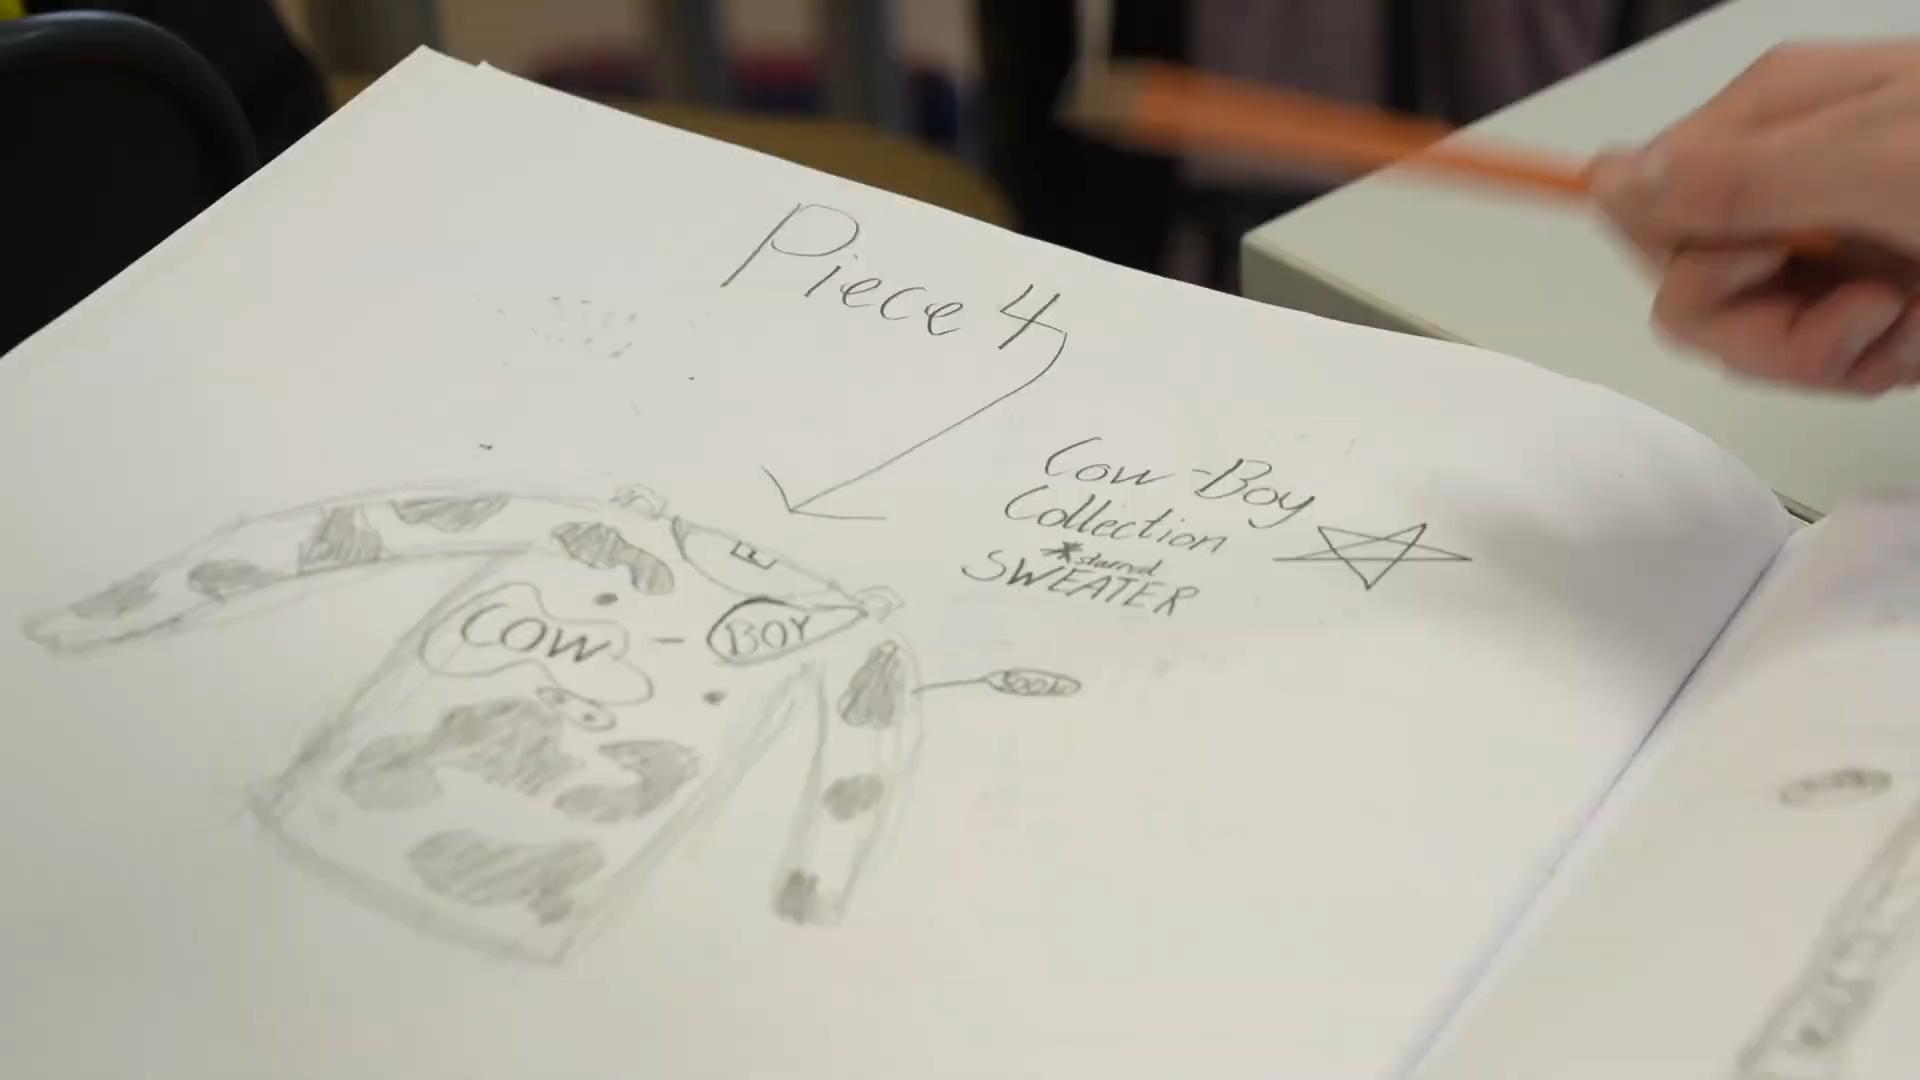 Piece 4
Cow-Boy
Collection
*starred
SWEATER
E
COW - BOY